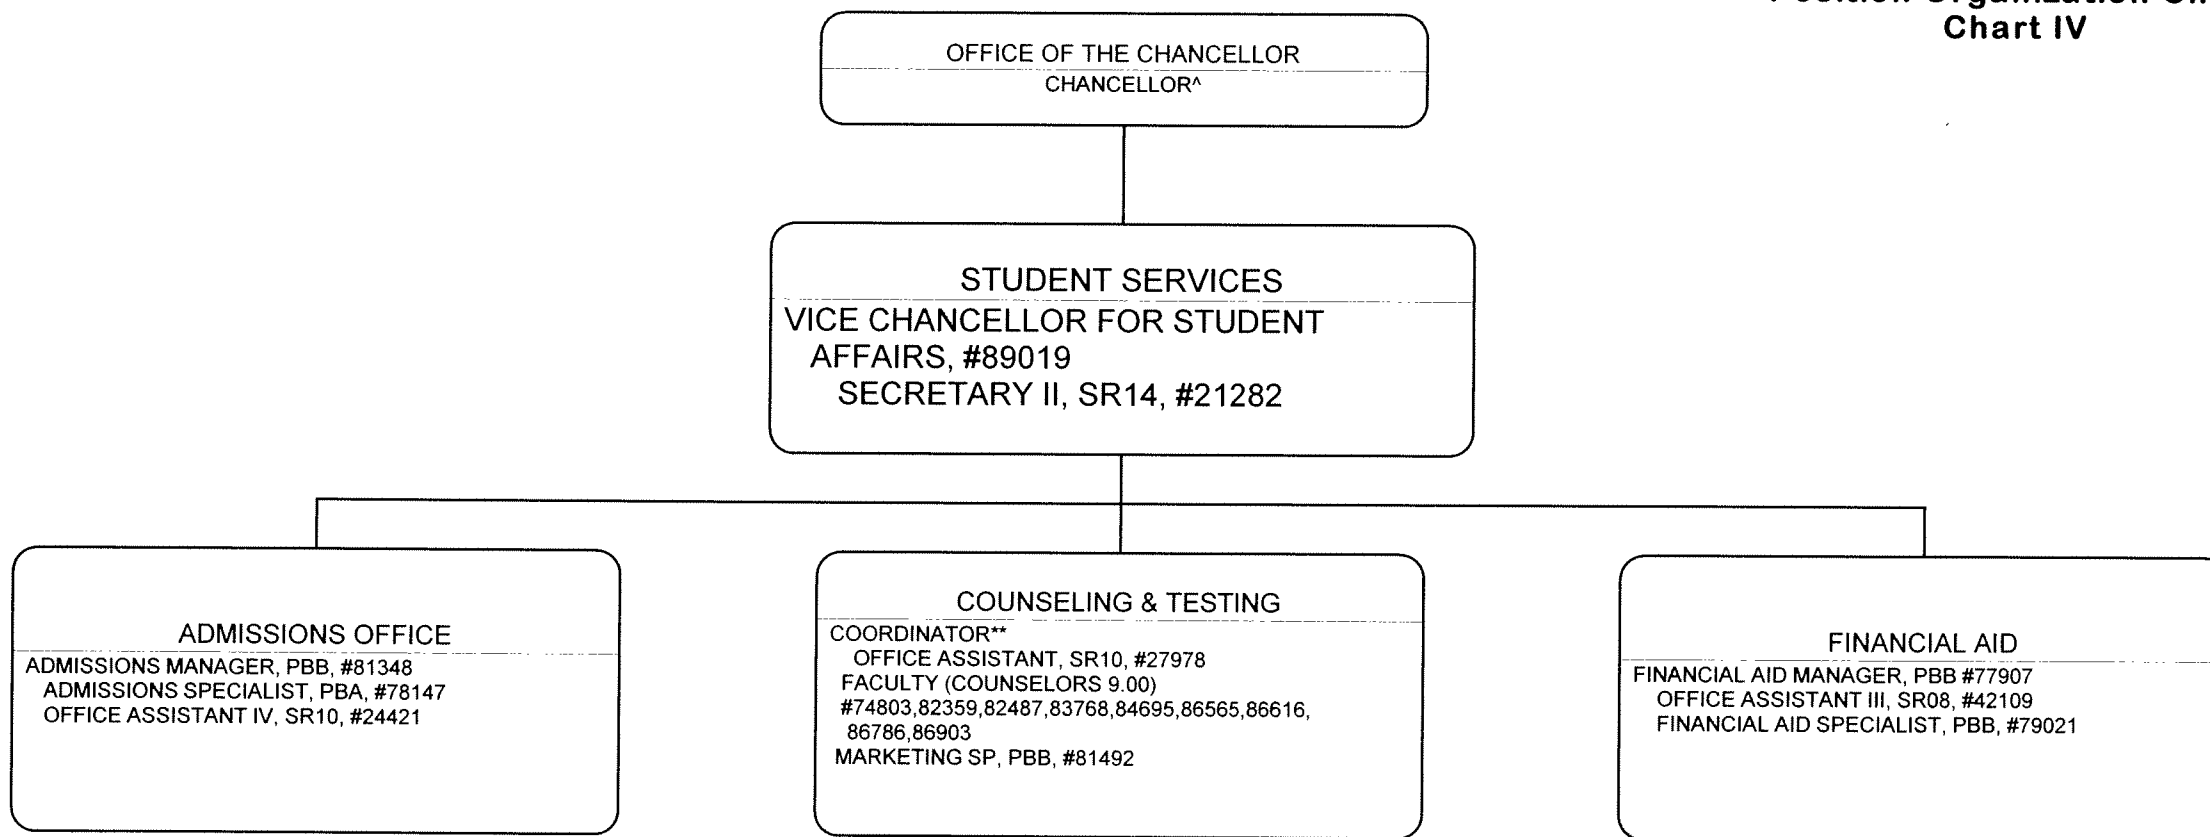 Chart IV
OFFICE OF THE CHANCELLOR
CHANCELLOR^
STUDENT SERVICES
VICE CHANCELLOR FOR STUDENT
AFFAIRS, #89019
SECRETARY II, SR14, #21282
ADMISSIONS OFFICE
ADMISSIONS MANAGER, PBB, #81348
ADMISSIONS SPECIALIST, PBA, #78147
OFFICE ASSISTANT IV, SR10, #24421
COUNSELING & TESTING
COORDINATOR**
OFFICE ASSISTANT, SR10, #27978
FACULTY (COUNSELORS 9.00)
#74803,82359,82487,83768,84695,86565,86616,
86786,86903
MARKETING SP, PBB, #81492
FINANCIAL AID
FINANCIAL AID MANAGER, PBB #77907
OFFICE ASSISTANT III, SR08, #42109
FINANCIAL AID SPECIALIST, PBB, #79021